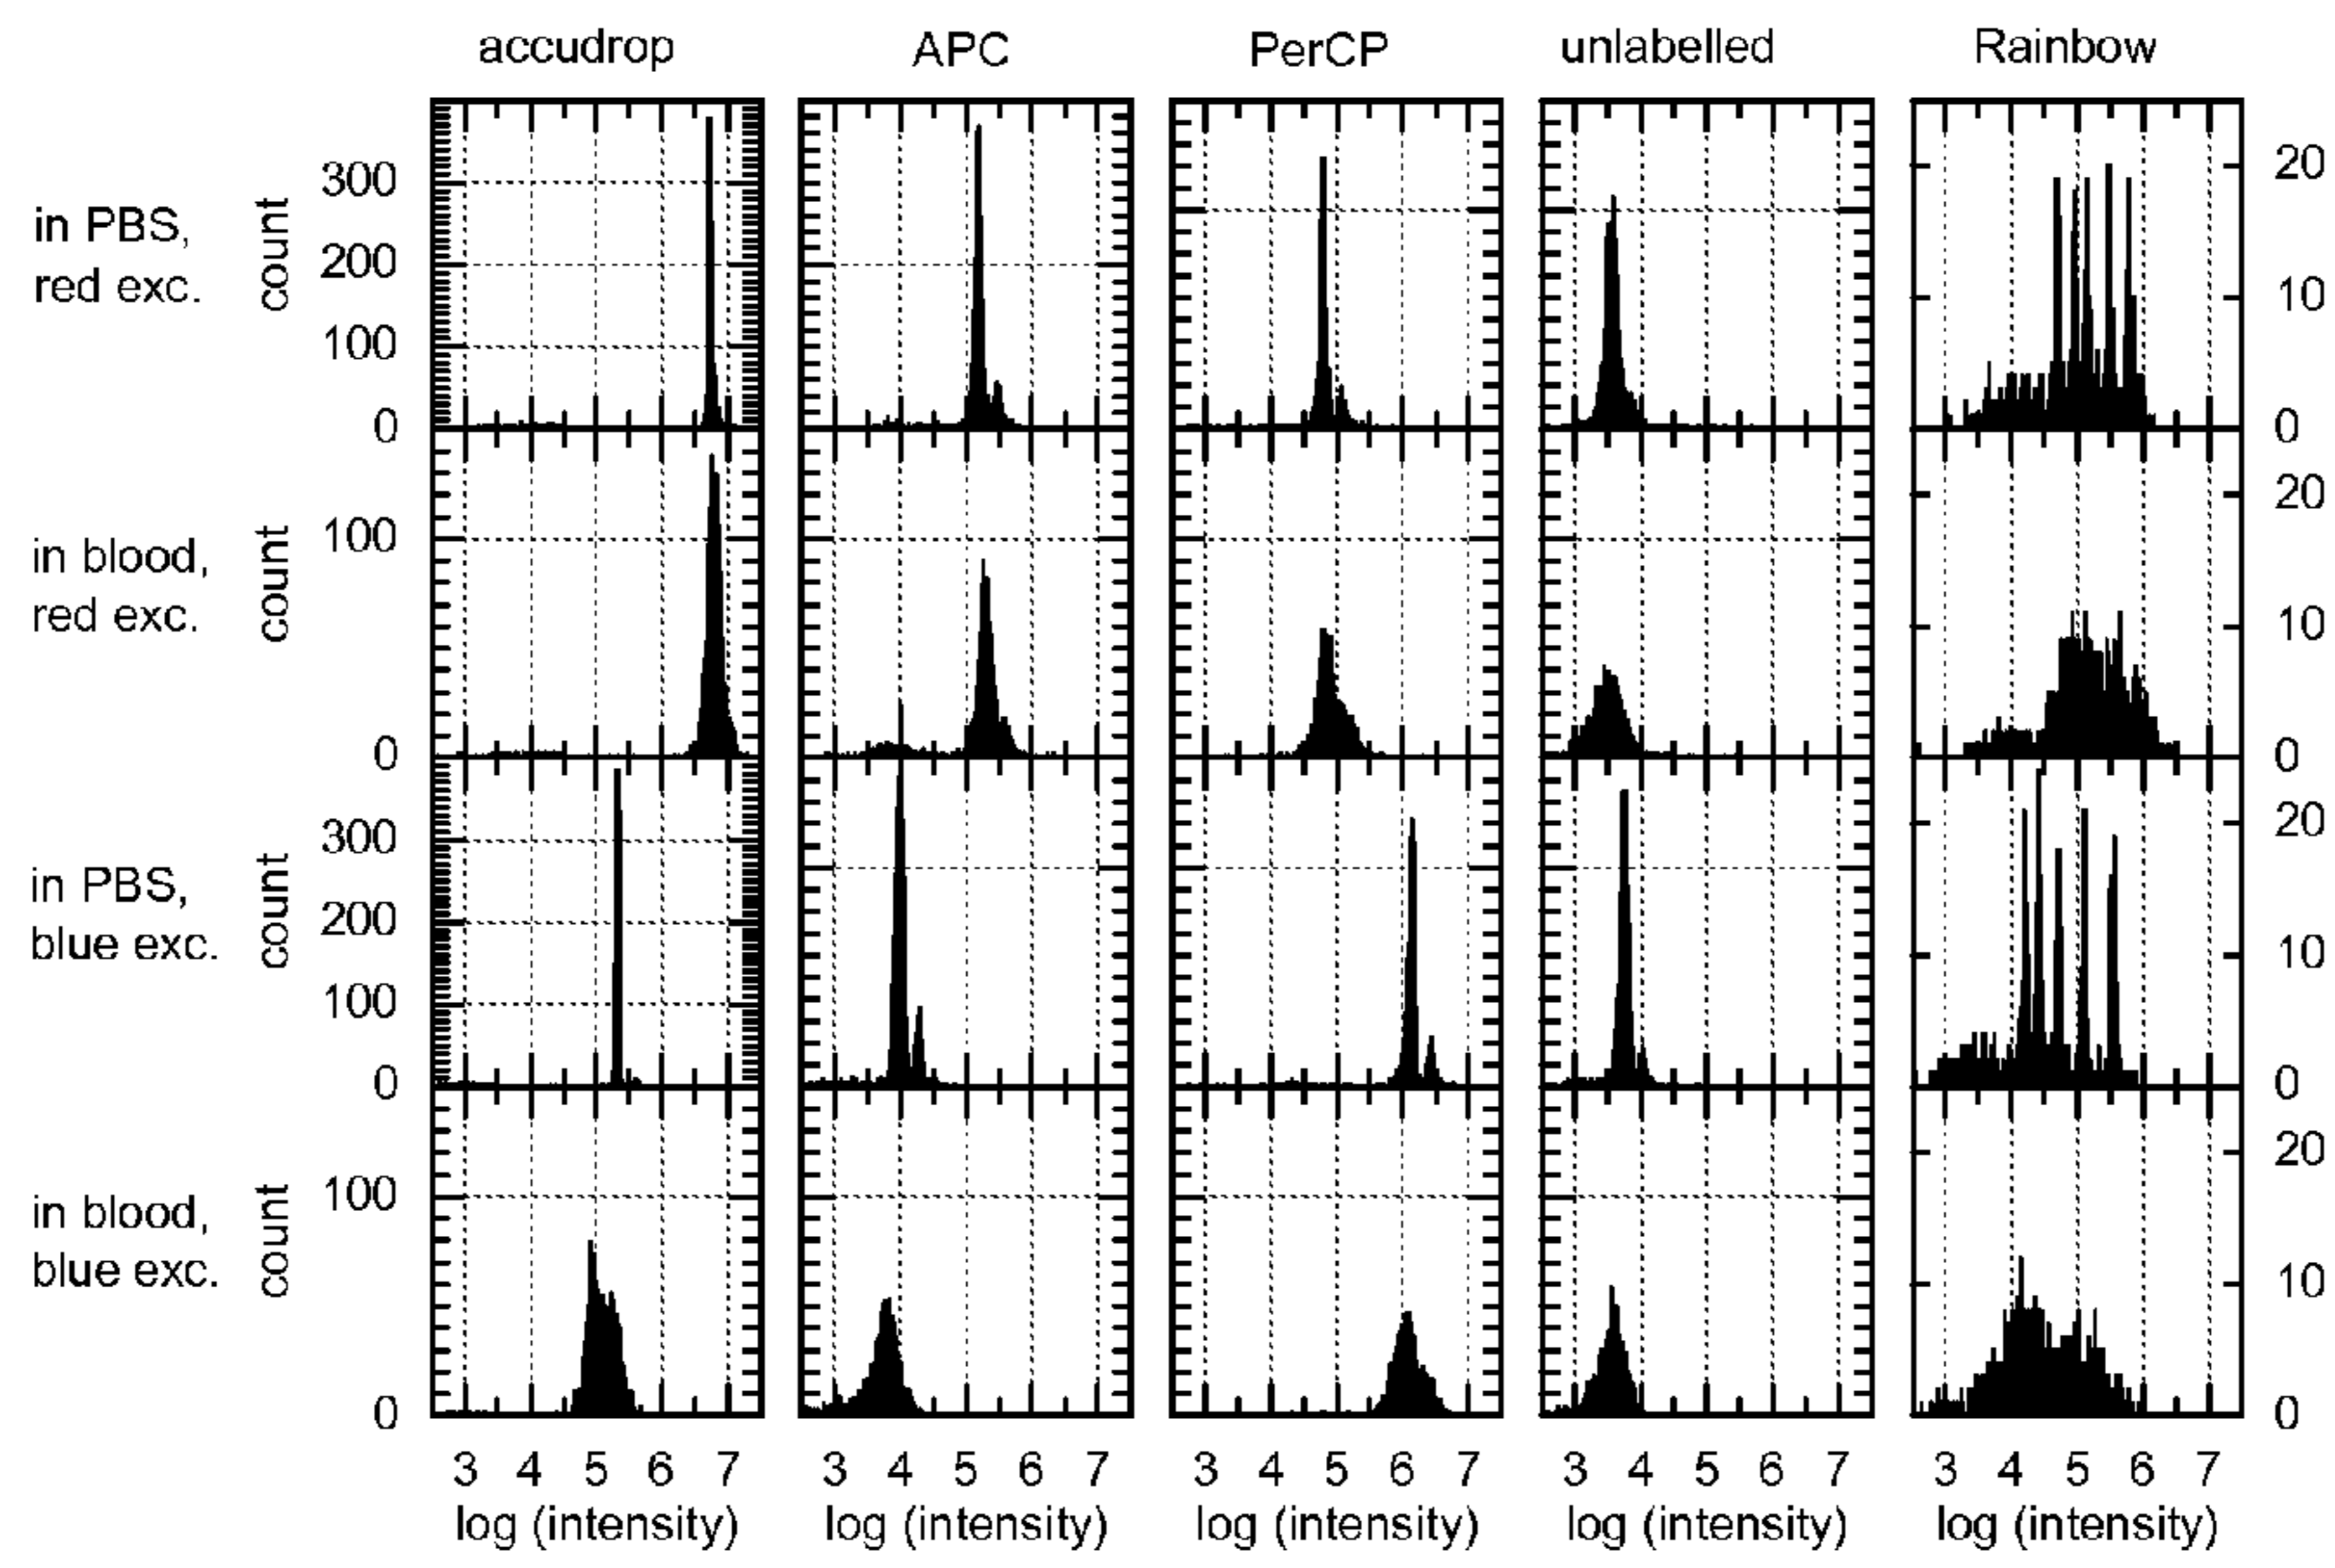 accudrop APC PerCP unlabelled Rainbow
in PBS,
red exc.
count
300
200
100
0
20
10
0
in blood,
red exc.
count
100
0
20
10
0
in PBS,
blue exc.
count
300
200
100
0
20
10
0
in blood,
blue exc.
count
100
0
20
10
0
3 4 5 6 7 3 4 5 6 7 3 4 5 6 7 3 4 5 6 7 3 4 5 6 7
log (intensity) log (intensity) log (intensity) log (intensity) log (intensity)